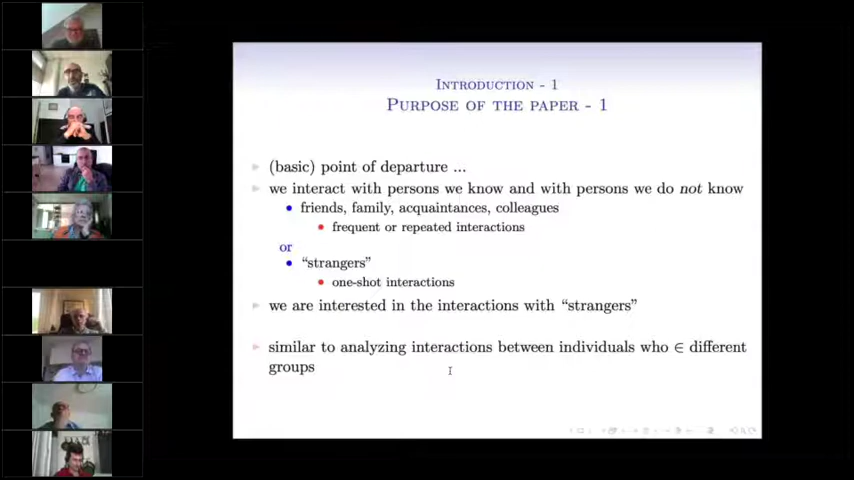 Introduction - 1
Purpose of the paper - 1
(basic) point of departure ...
we interact with persons we know and with persons we do not know
friends, family, acquaintances, colleagues
frequent or repeated interactions
or
“strangers”
one-shot interactions
we are interested in the interactions with “strangers”
similar to analyzing interactions between individuals who ∈ different
groups